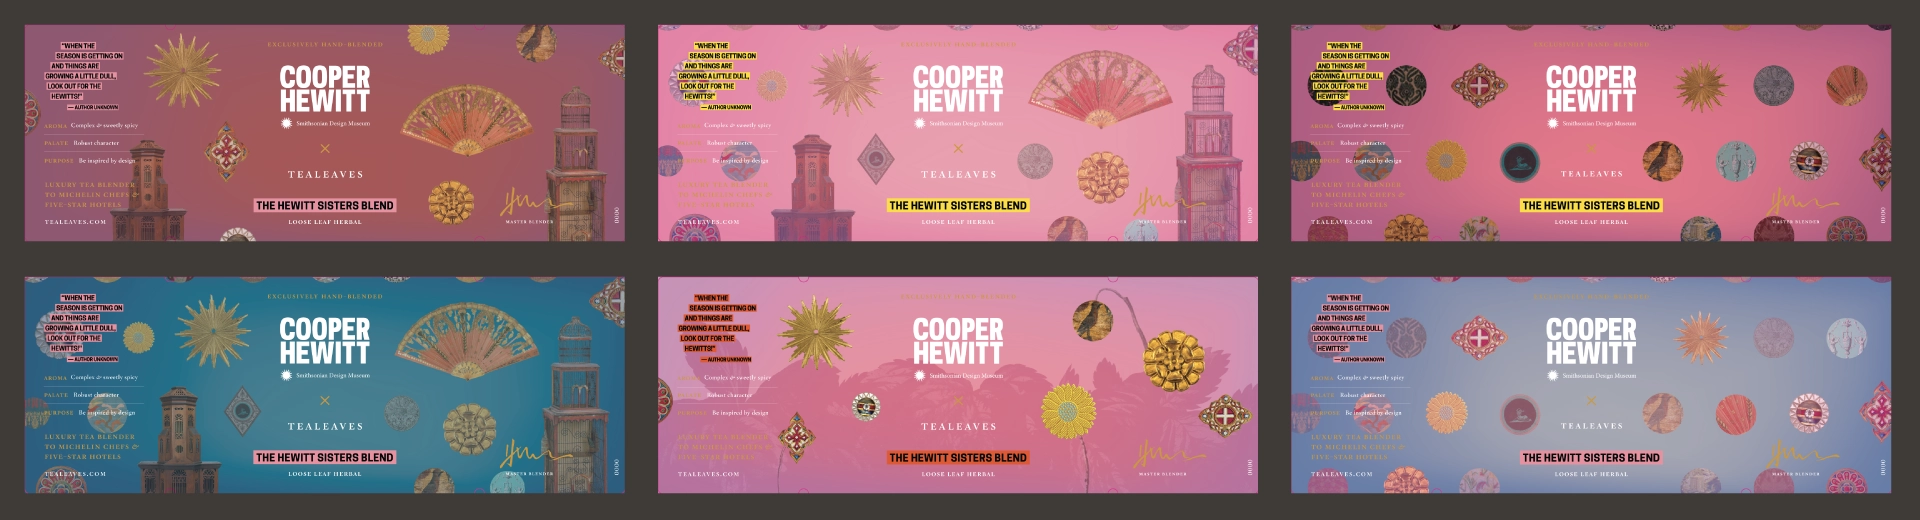 "WHEN THE
SEASON IS GETTING ON
AND THINGS ARE
GROWING A LITTLE DULL,
LOOK OUT FOR THE
HEWITTS!"
— AUTHOR UNKNOWN
AROMA Complex & sweetly spicy
PALATE Robust character
PURPOSE Be inspired by design
LUXURY TEA BLENDER
TO MICHELIN CHEFS &
FIVE-STAR HOTELS
TEALEAVES.COM
EXCLUSIVELY HAND-BLENDED
COOPER
HEWITT
Smithsonian Design Museum
×
TEALEAVES
THE HEWITT SISTERS BLEND
LOOSE LEAF HERBAL
MASTER BLENDER
"WHEN THE
SEASON IS GETTING ON
AND THINGS ARE
GROWING A LITTLE DULL,
LOOK OUT FOR THE
HEWITTS!"
— AUTHOR UNKNOWN
AROMA Complex & sweetly spicy
PALATE Robust character
PURPOSE Be inspired by design
LUXURY TEA BLENDER
TO MICHELIN CHEFS &
FIVE-STAR HOTELS
TEALEAVES.COM
EXCLUSIVELY HAND-BLENDED
COOPER
HEWITT
Smithsonian Design Museum
×
TEALEAVES
THE HEWITT SISTERS BLEND
LOOSE LEAF HERBAL
MASTER BLENDER
"WHEN THE
SEASON IS GETTING ON
AND THINGS ARE
GROWING A LITTLE DULL,
LOOK OUT FOR THE
HEWITTS!"
— AUTHOR UNKNOWN
AROMA Complex & sweetly spicy
PALATE Robust character
PURPOSE Be inspired by design
LUXURY TEA BLENDER
TO MICHELIN CHEFS &
FIVE-STAR HOTELS
TEALEAVES.COM
EXCLUSIVELY HAND-BLENDED
COOPER
HEWITT
Smithsonian Design Museum
×
TEALEAVES
THE HEWITT SISTERS BLEND
LOOSE LEAF HERBAL
MASTER BLENDER
"WHEN THE
SEASON IS GETTING ON
AND THINGS ARE
GROWING A LITTLE DULL,
LOOK OUT FOR THE
HEWITTS!"
— AUTHOR UNKNOWN
AROMA Complex & sweetly spicy
PALATE Robust character
PURPOSE Be inspired by design
LUXURY TEA BLENDER
TO MICHELIN CHEFS &
FIVE-STAR HOTELS
TEALEAVES.COM
EXCLUSIVELY HAND-BLENDED
COOPER
HEWITT
Smithsonian Design Museum
×
TEALEAVES
THE HEWITT SISTERS BLEND
LOOSE LEAF HERBAL
MASTER BLENDER
"WHEN THE
SEASON IS GETTING ON
AND THINGS ARE
GROWING A LITTLE DULL,
LOOK OUT FOR THE
HEWITTS!"
— AUTHOR UNKNOWN
AROMA Complex & sweetly spicy
PALATE Robust character
PURPOSE Be inspired by design
LUXURY TEA BLENDER
TO MICHELIN CHEFS &
FIVE-STAR HOTELS
TEALEAVES.COM
EXCLUSIVELY HAND-BLENDED
COOPER
HEWITT
Smithsonian Design Museum
×
TEALEAVES
THE HEWITT SISTERS BLEND
LOOSE LEAF HERBAL
MASTER BLENDER
"WHEN THE
SEASON IS GETTING ON
AND THINGS ARE
GROWING A LITTLE DULL,
LOOK OUT FOR THE
HEWITTS!"
— AUTHOR UNKNOWN
AROMA Complex & sweetly spicy
PALATE Robust character
PURPOSE Be inspired by design
LUXURY TEA BLENDER
TO MICHELIN CHEFS &
FIVE-STAR HOTELS
TEALEAVES.COM
EXCLUSIVELY HAND-BLENDED
COOPER
HEWITT
Smithsonian Design Museum
×
TEALEAVES
THE HEWITT SISTERS BLEND
LOOSE LEAF HERBAL
MASTER BLENDER